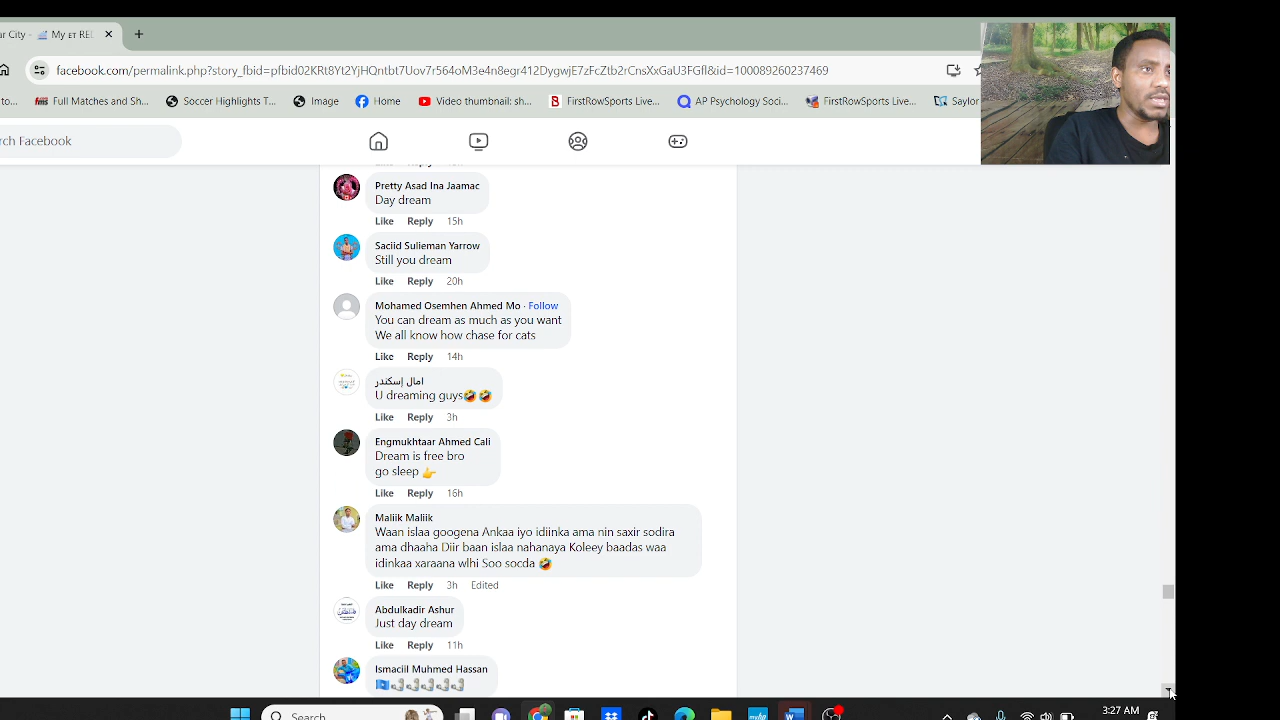 ar City - My ET RED
facebook.com/permalink.php?story_fbid=pfbid02KRt8Yt2YjHQntbt7Uov7r56t4oM3e4n8egr412DygwjE7zFcZtb2rCnsXxGaU3FGfl&id=100089260237469
to...
Full Matches and Sh...
Soccer Highlights T...
Image
Home
Video thumbnail: sh...
FirstRowSports Live...
AP Psychology Soci...
FirstRowSports Live...
Saylor
rch Facebook
Pretty Asad Ina Jaamac
Day dream
Like Reply 15h
Saciid Sulieman Yarrow
Still you dream
Like Reply 20h
Mohamed Osemhen Ahmed Mo · Follow
You can dream as much as you want
We all know how chase for cats
Like Reply 14h
امال إسكندر
U dreaming guys🤣🤣
Like Reply 3h
Engmukhtaar Ahmed Cali
Dream is free bro
go sleep 👉
Like Reply 16h
Maliik Maliik
Waan islaa googena Ankaa iyo idiinka ama nin saxir sodira
ama dhaaha Diir baan islaa nahanaya Koleey baadas waa
idinkaa xaraana wlhi Soo socda 🤣
Like Reply 3h Edited
Abdulkadir Ashur
Just day dream
Like Reply 11h
Ismaciil Muhmed Hassan
Search
3:27 AM